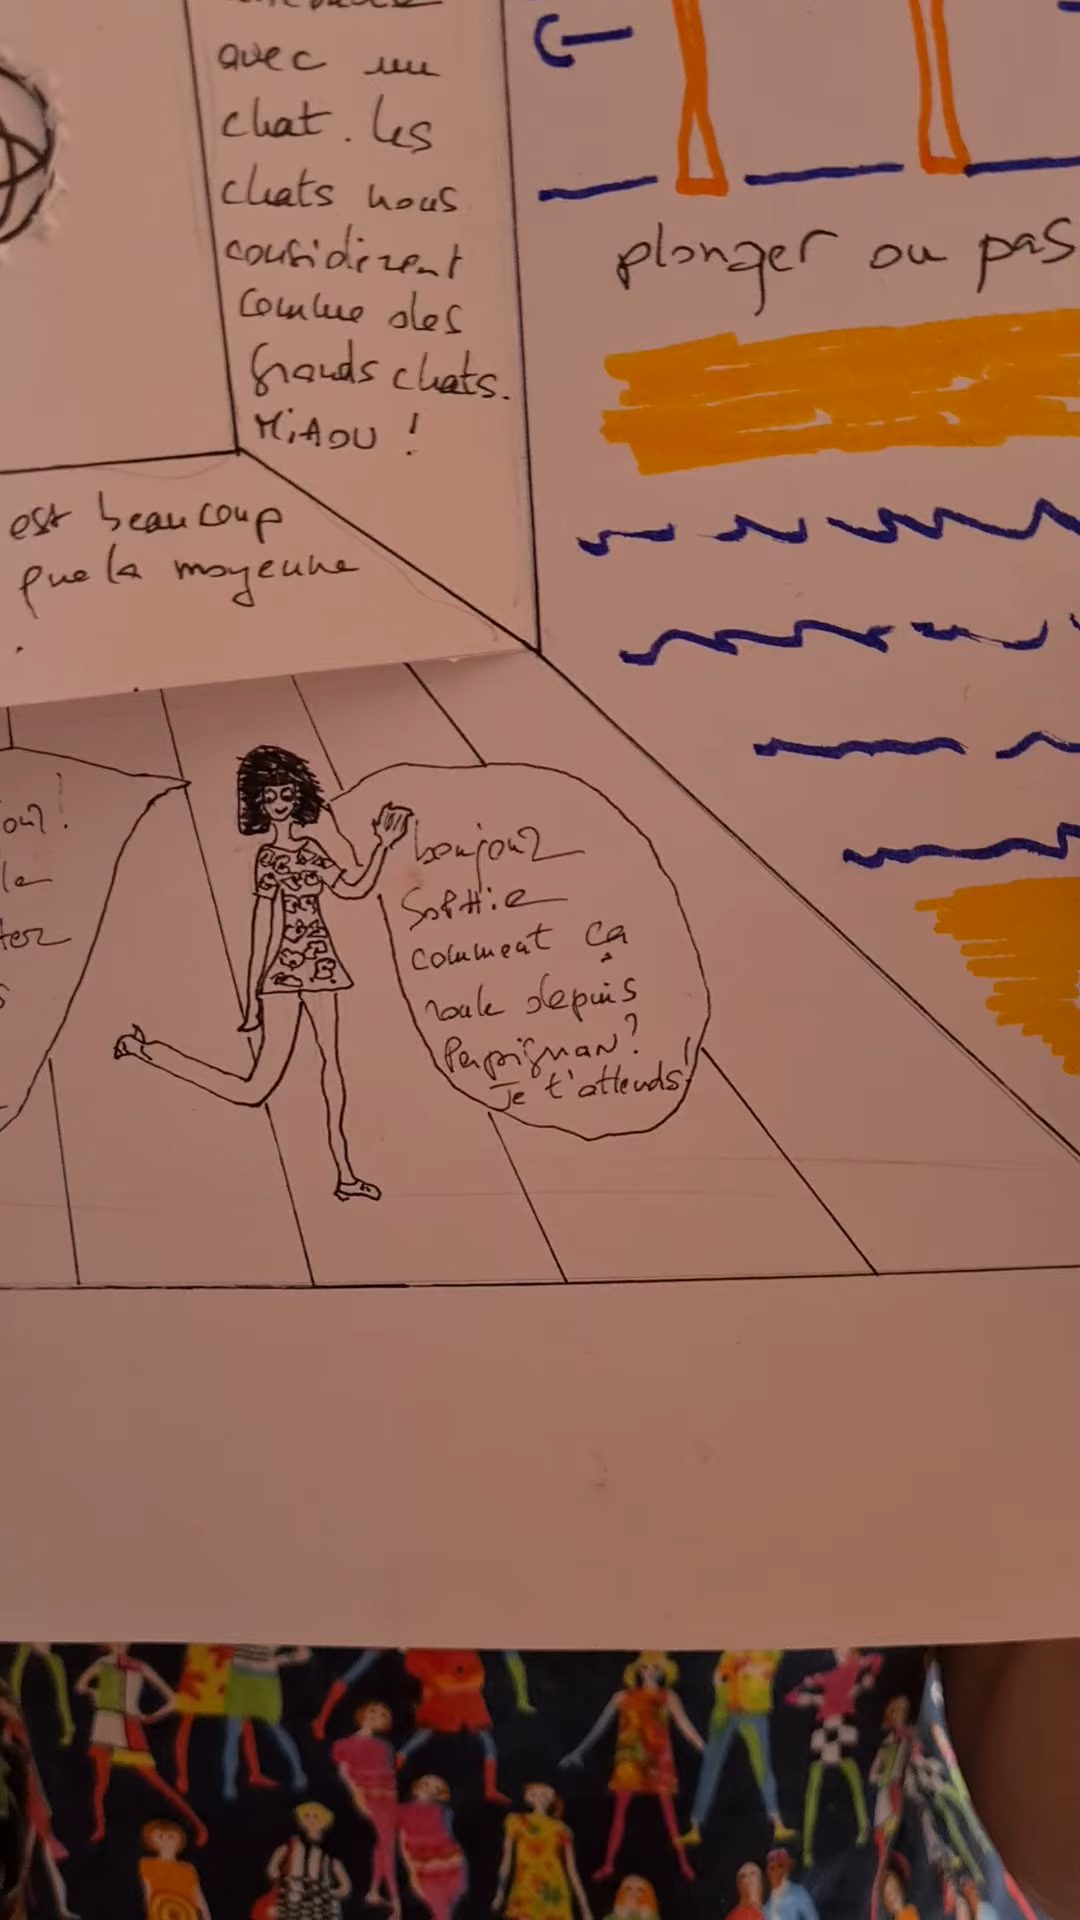 avec un
chat. les
chats nous
considèrent
comme des
grands chats.
MiAOU !
plonger ou pas
est beaucoup
que la moyenne
.
bonjour
SOPHiE
comment ça
roule depuis
Perpignan ?
Je t'attends !